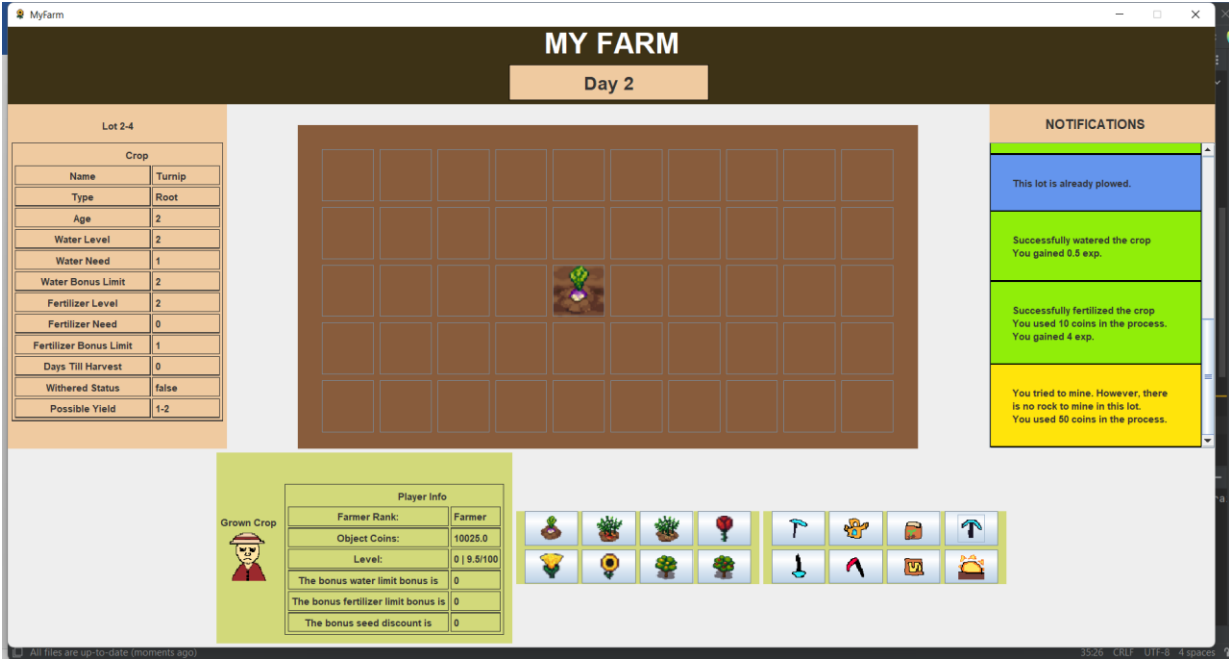 MyFarm
MY FARM
Day 2
Lot 2-4
Crop
Name Turnip
Type Root
Age 2
Water Level 2
Water Need 1
Water Bonus Limit 2
Fertilizer Level 2
Fertilizer Need 0
Fertilizer Bonus Limit 1
Days Till Harvest 0
Withered Status false
Possible Yield 1-2
NOTIFICATIONS
This lot is already plowed.
Successfully watered the crop
You gained 0.5 exp.
Successfully fertilized the crop
You used 10 coins in the process.
You gained 4 exp.
You tried to mine. However, there
is no rock to mine in this lot.
You used 50 coins in the process.
Grown Crop
Player Info
Farmer Rank: Farmer
Object Coins: 10025.0
Level: 0 | 9.5/100
The bonus water limit bonus is 0
The bonus fertilizer limit bonus is 0
The bonus seed discount is 0
All files are up-to-date (moments ago)
35:26 CRLF UTF-8 4 spaces